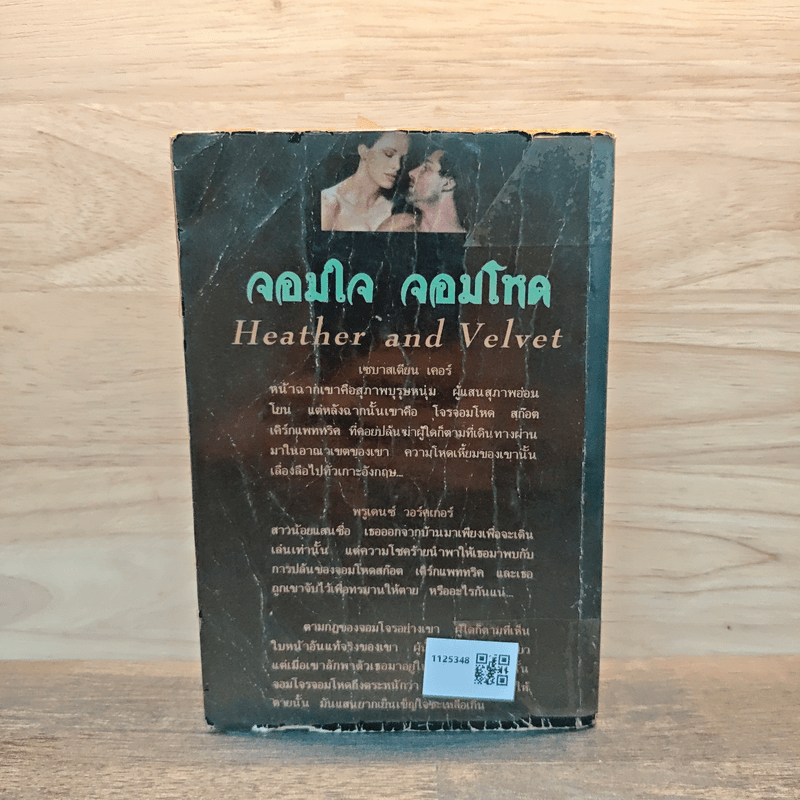 จอมใจ จอมโหด
Heather and Velvet
เซบาสเตียน เคอร์
หน้าฉากเขาคือสุภาพบุรุษหนุ่ม ผู้แสนสุภาพอ่อน
โยน แต่หลังฉากนั้นเขาคือ โจรจอมโหด สก๊อต
เดิร์กแพททริค ที่คอยปล้นฆ่าผู้ใดก็ตามที่เดินทางผ่าน
มาในอาณาเขตของเขา ความโหดเหี้ยมของเขานั้น
เลื่องลือไปทั่วเกาะอังกฤษ...
พรูเดนซ์ วอร์คเกอร์
สาวน้อยแสนซื่อ เธอออกจากบ้านมาเพียงเพื่อจะเดิน
เล่นเท่านั้น แต่ความโชคร้ายนำพาให้เธอมาพบกับ
การปล้นของจอมโหดสก๊อต เดิร์กแพททริค และเธอ
ถูกเขาจับไว้เพื่อทรมานให้ตาย หรืออะไรกันแน่...
ตามกฎของจอมโจรอย่างเขา ผู้ใดก็ตามที่เห็น
ใบหน้าอันแท้จริงของเขา
แต่เมื่อเขาลักพาตัวเธอมาอยู่
จอมโจรจอมโหดถึงตระหนักว่า
ตายนั้น มันแสนยากเย็นเข็ญใจซะเหลือเกิน
1125348